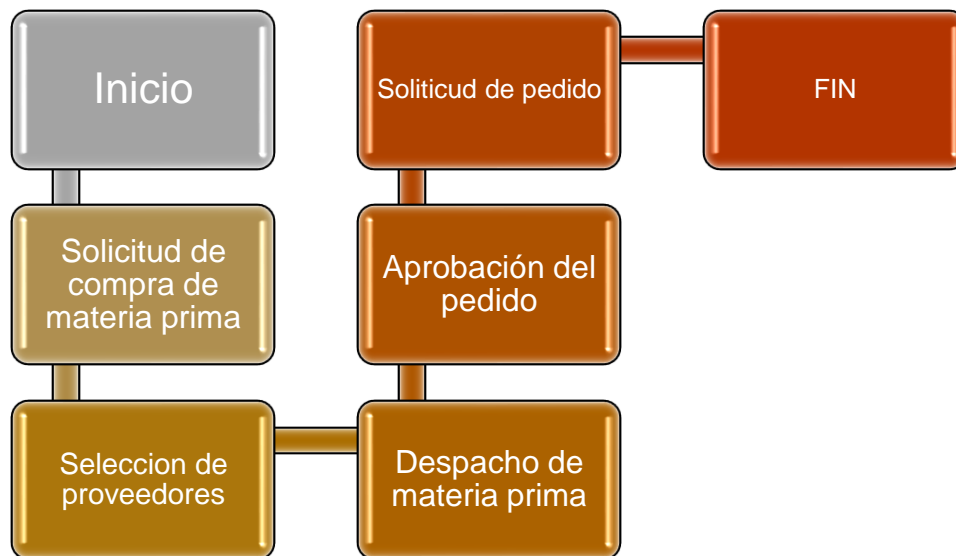 Inicio
Solicitud de
compra de
materia prima
Seleccion de
proveedores
Despacho de
materia prima
Aprobación del
pedido
Soliticud de pedido
FIN